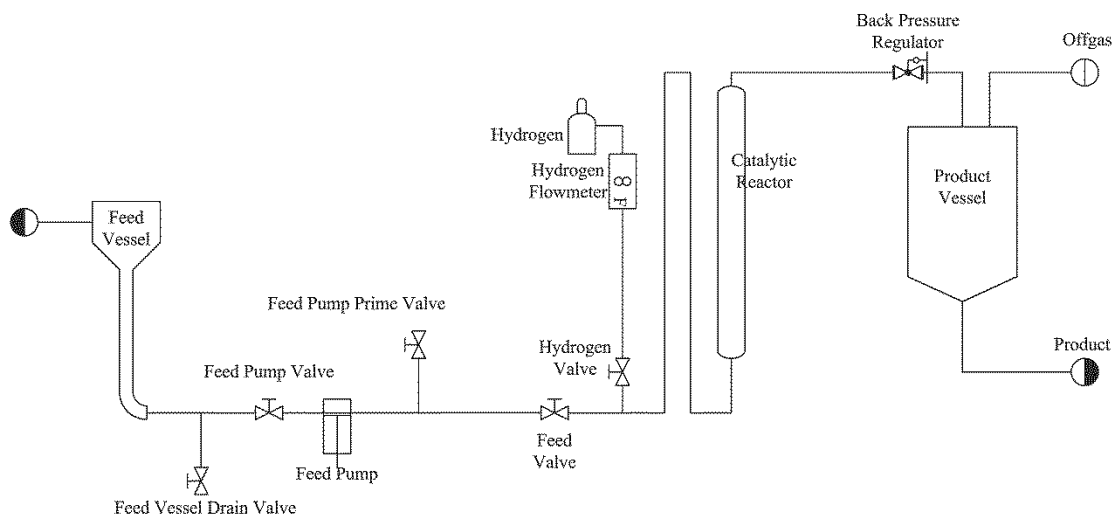 Back Pressure
Regulator
Offgas
Hydrogen
Hydrogen
Flowmeter
8
F
Catalytic
Reactor
Product
Vessel
Feed
Vessel
Feed Pump Prime Valve
Hydrogen
Valve
Product
Feed Pump Valve
Feed
Valve
Feed Pump
Feed Vessel Drain Valve